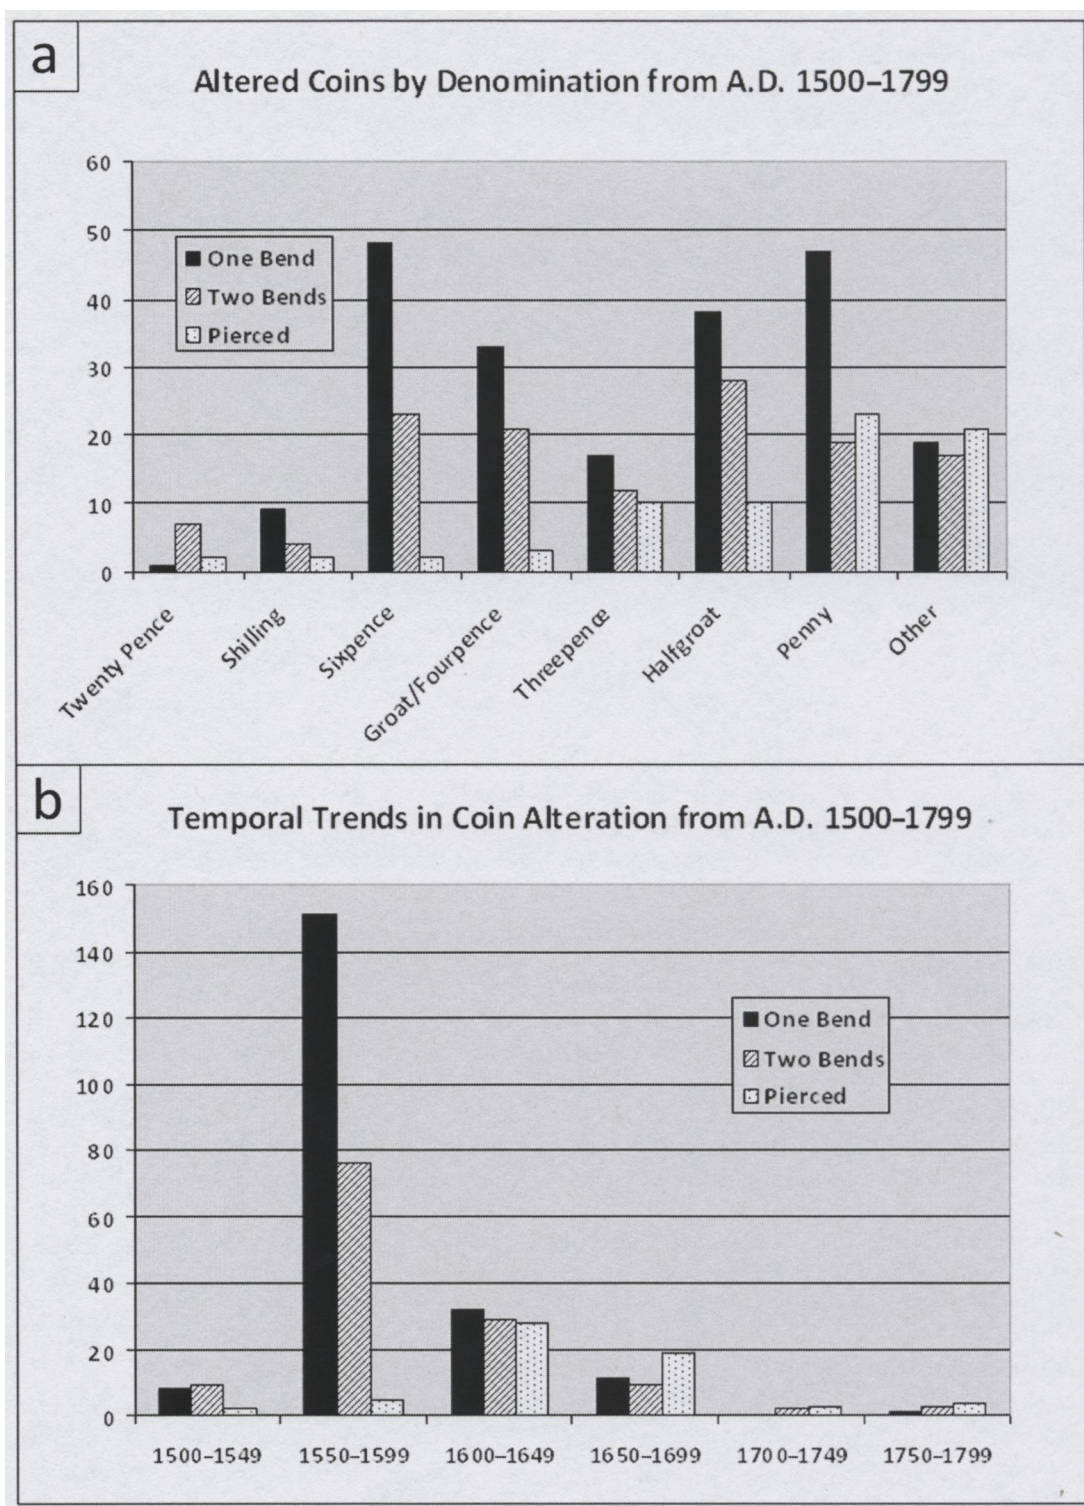 a
Altered Coins by Denomination from A.D. 1500–1799
60
50
40
30
20
10
0
One Bend
Two Bends
Pierced
Twenty Pence
Shilling
Sixpence
Groat/Fourpence
Threepence
Halfgroat
Penny
Other
b
Temporal Trends in Coin Alteration from A.D. 1500–1799
160
140
120
100
80
60
40
20
0
One Bend
Two Bends
Pierced
1500–1549 1550–1599 1600–1649 1650–1699 1700–1749 1750–1799